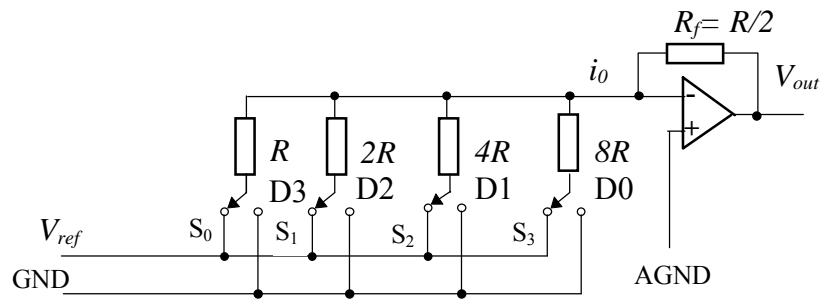 R_f= R/2
i_0
V_out
-
+
R
2R
4R
8R
D3
D2
D1
D0
S_0
S_1
S_2
S_3
V_ref
GND
AGND